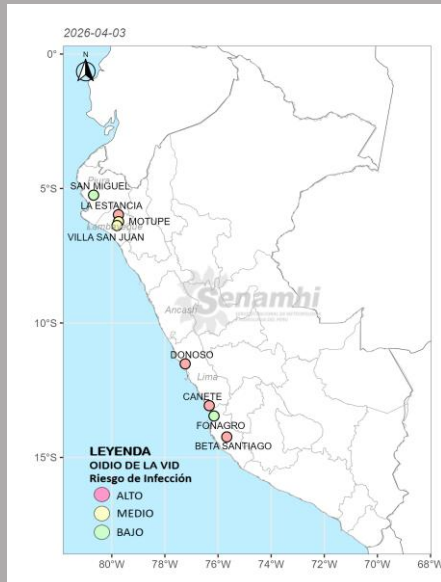 2026-04-03
N
0°
Piura
SAN MIGUEL
5°S
LA ESTANCIA
MOTUPE
Lambayeque
VILLA SAN JUAN
Senamhi
Ancash
10°S
DONOSO
Lima
CANETE
FONAGRO
BETA SANTIAGO
LEYENDA
OIDIO DE LA VID
Riesgo de Infección
ALTO
15°S
MEDIO
BAJO
80°W 78°W 76°W 74°W 72°W 70°W 68°W